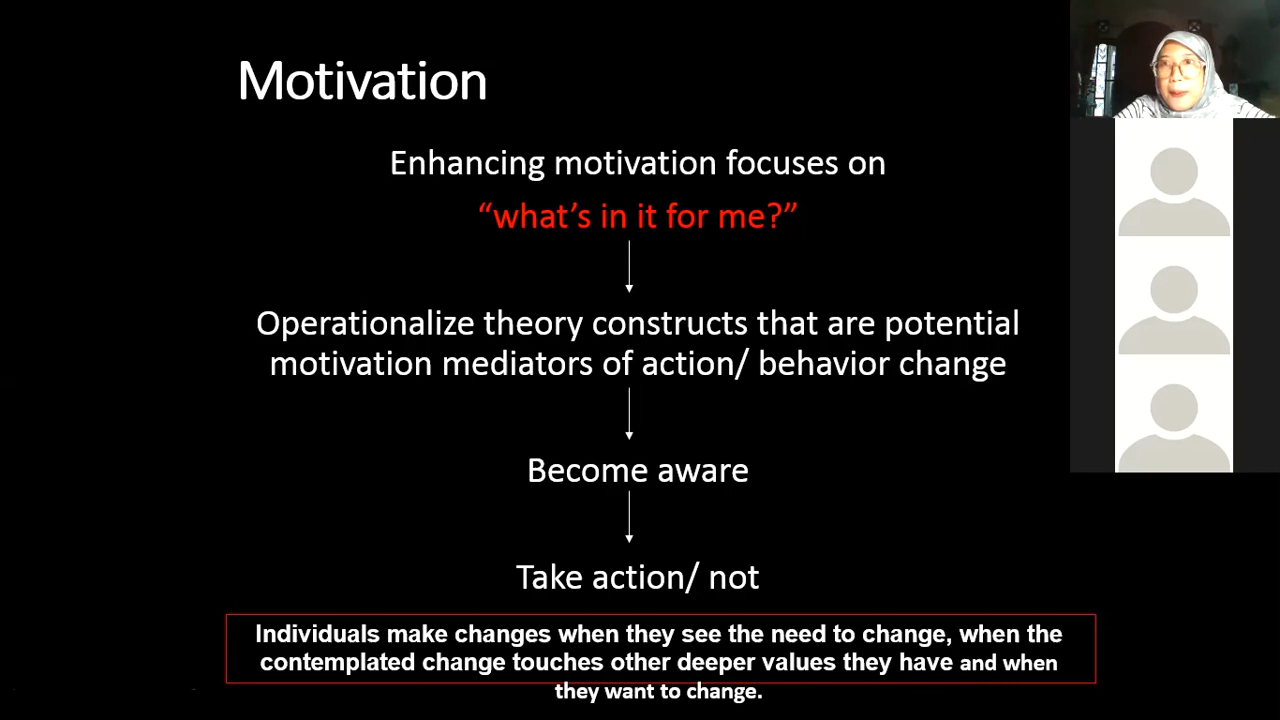 Motivation
Enhancing motivation focuses on
“what’s in it for me?”
Operationalize theory constructs that are potential
motivation mediators of action/ behavior change
Become aware
Take action/ not
Individuals make changes when they see the need to change, when the
contemplated change touches other deeper values they have and when
they want to change.